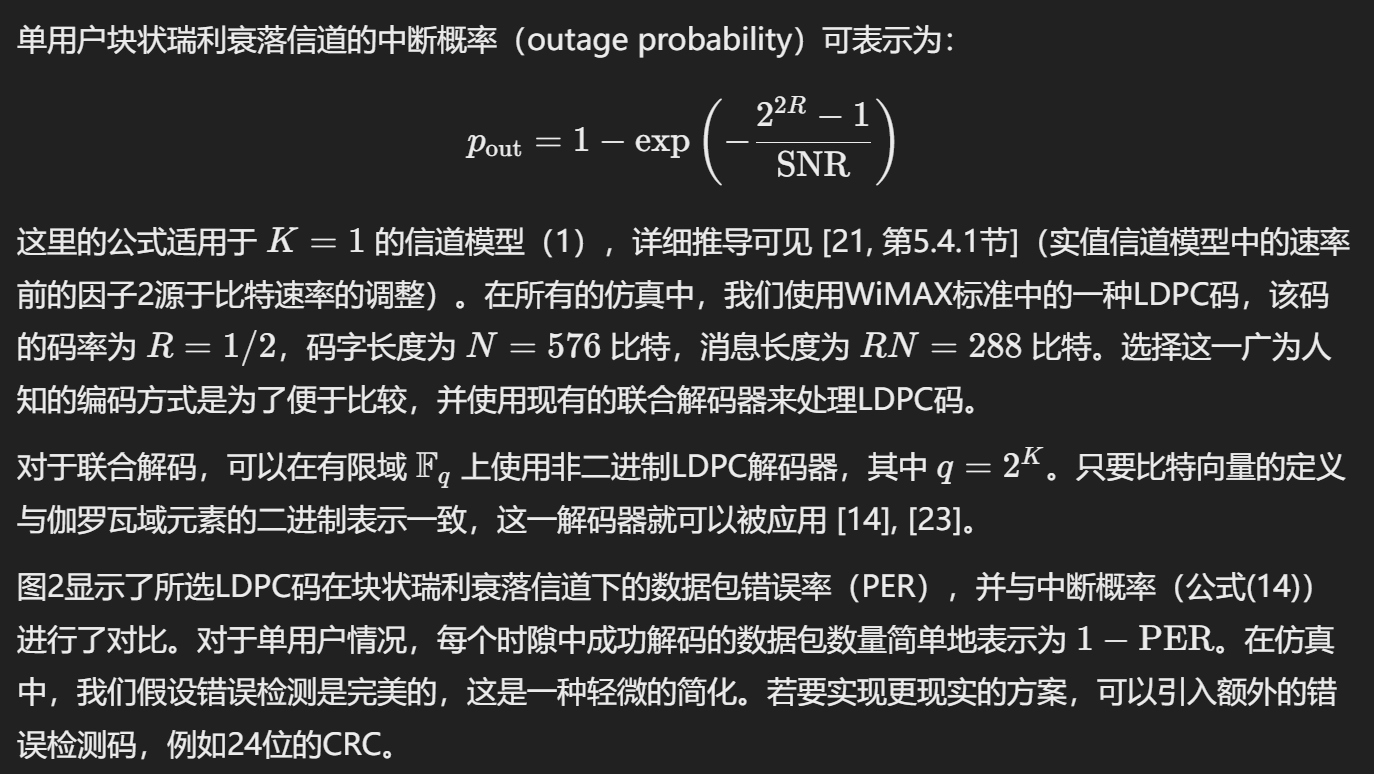 单用户块状瑞利衰落信道的中断概率（outage probability）可表示为：
p_out = 1 − exp(−(2^{2R} − 1)/SNR)
这里的公式适用于 K = 1 的信道模型（1），详细推导可见 [21, 第5.4.1节]（实值信道模型中的速率
前的因子2源于比特速率的调整）。在所有的仿真中，我们使用WiMAX标准中的一种LDPC码，该码
的码率为 R = 1/2，码字长度为 N = 576 比特，消息长度为 RN = 288 比特。选择这一广为人
知的编码方式是为了便于比较，并使用现有的联合解码器来处理LDPC码。
对于联合解码，可以在有限域 𝔽_q 上使用非二进制LDPC解码器，其中 q = 2^K。只要比特向量的定义
与伽罗瓦域元素的二进制表示一致，这一解码器就可以被应用 [14], [23]。
图2显示了所选LDPC码在块状瑞利衰落信道下的数据包错误率（PER），并与中断概率（公式(14)）
进行了对比。对于单用户情况，每个时隙中成功解码的数据包数量简单地表示为 1 − PER。在仿真
中，我们假设错误检测是完美的，这是一种轻微的简化。若要实现更现实的方案，可以引入额外的错
误检测码，例如24位的CRC。